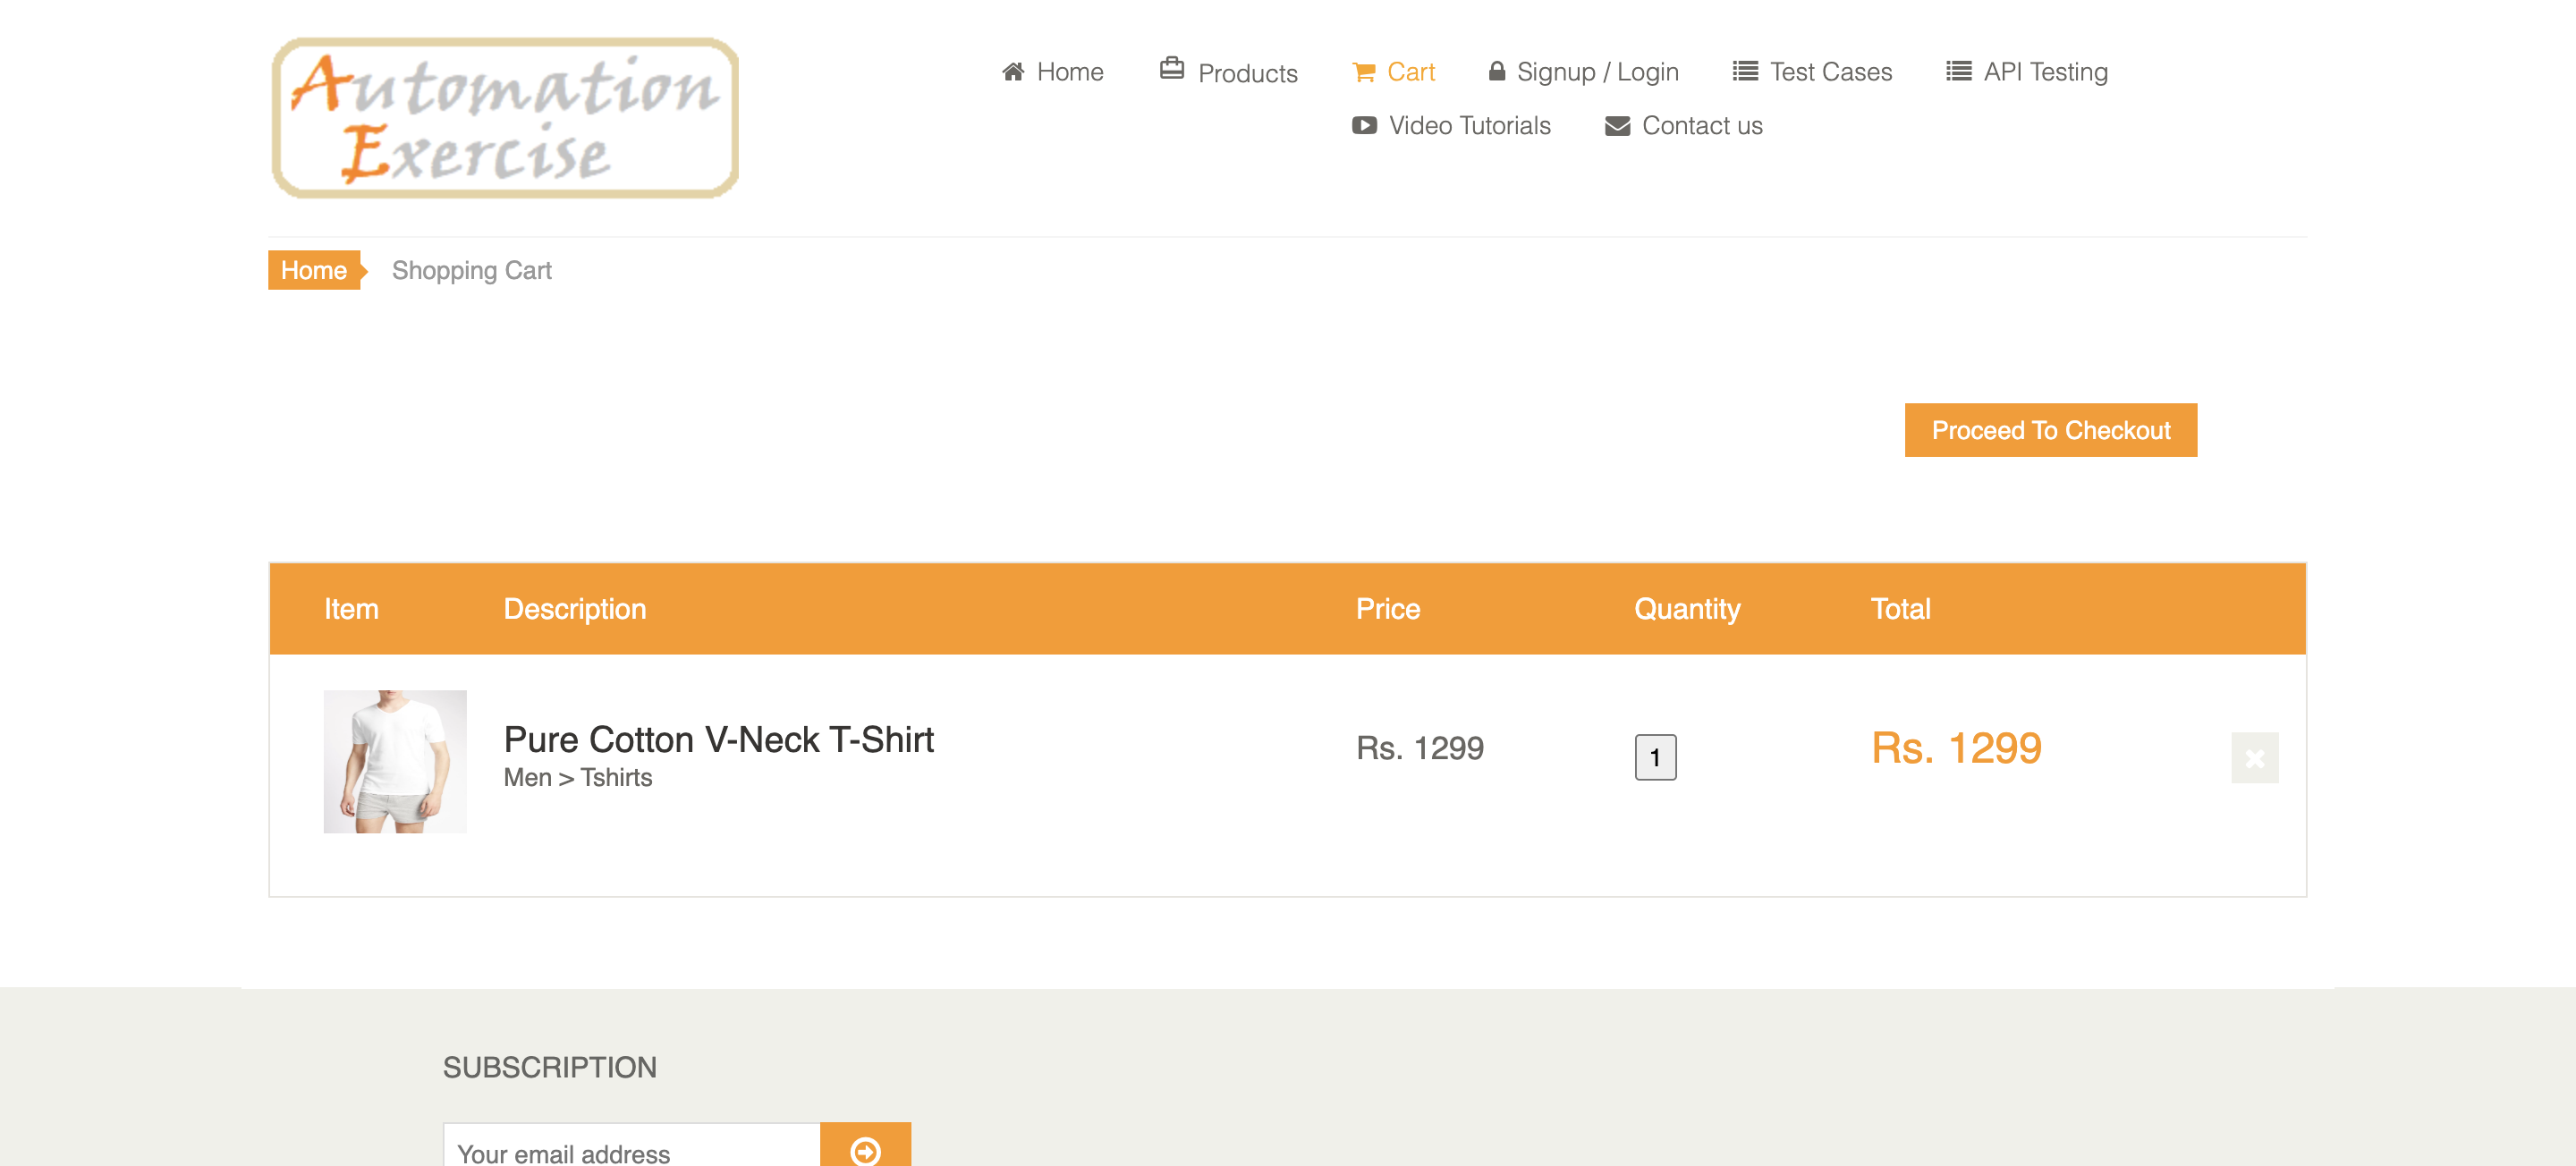 Automation
Exercise
Home Products Cart Signup / Login Test Cases API Testing
Video Tutorials Contact us
Home Shopping Cart
Proceed To Checkout
Item Description Price Quantity Total
Pure Cotton V-Neck T-Shirt Rs. 1299 1 Rs. 1299
Men > Tshirts
SUBSCRIPTION
Your email address